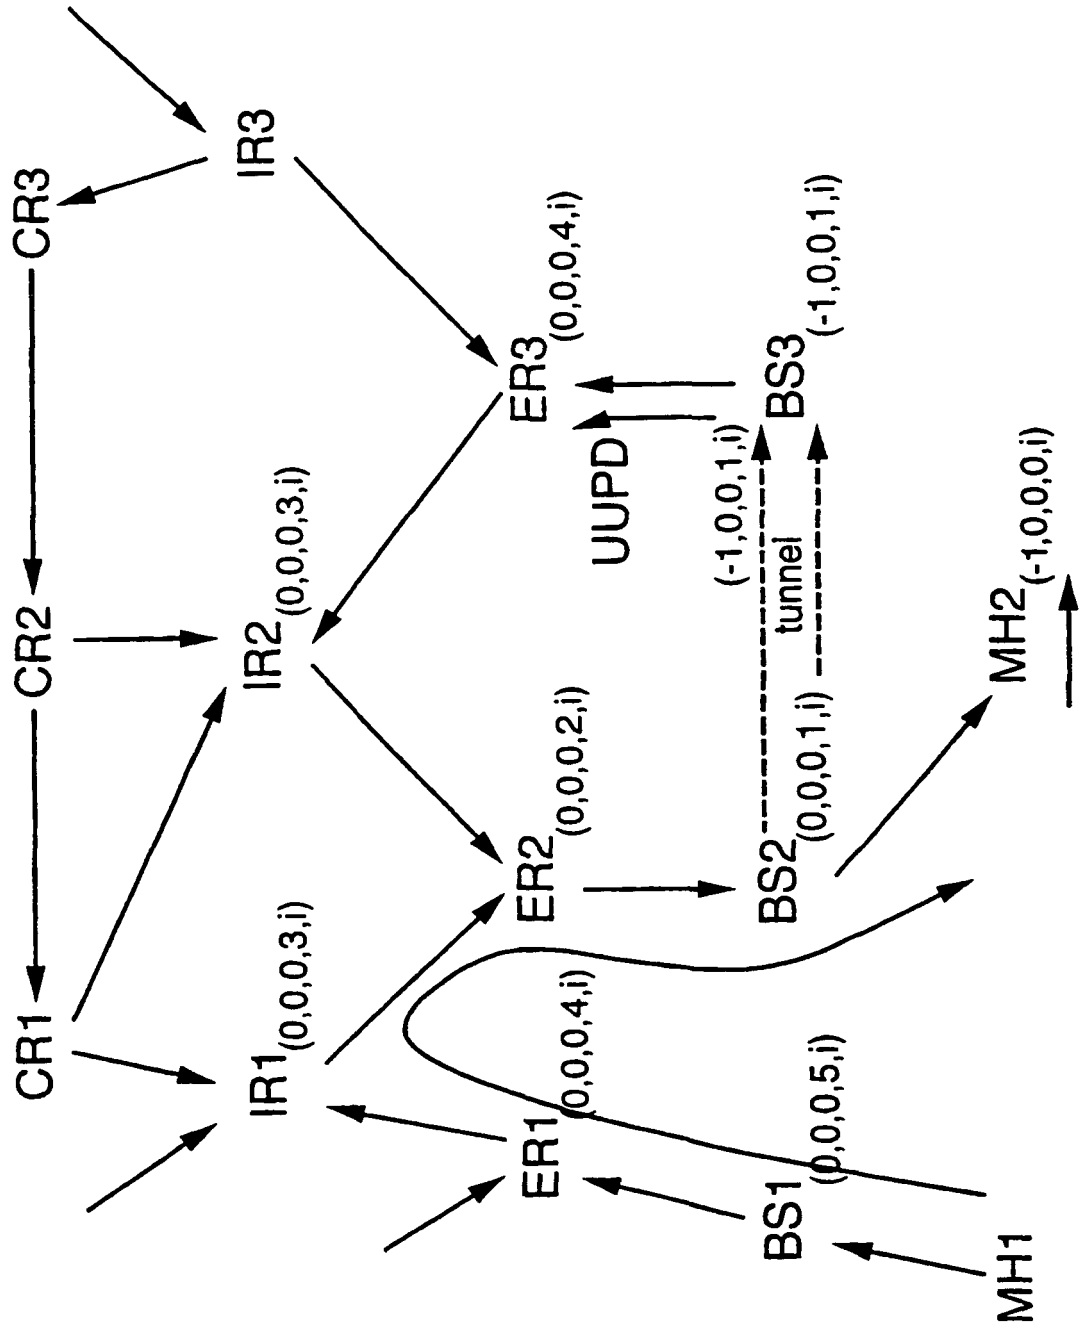 CR1
CR2
CR3
IR1(0,0,0,3,i)
IR2(0,0,0,3,i)
IR3
ER1(0,0,0,4,i)
ER2(0,0,0,2,i)
ER3(0,0,0,4,i)
UUPD
(-1,0,0,1,i)
BS1(0,0,0,5,i)
BS2(0,0,0,1,i)
tunnel
BS3(-1,0,0,1,i)
MH1
MH2(-1,0,0,0,i)